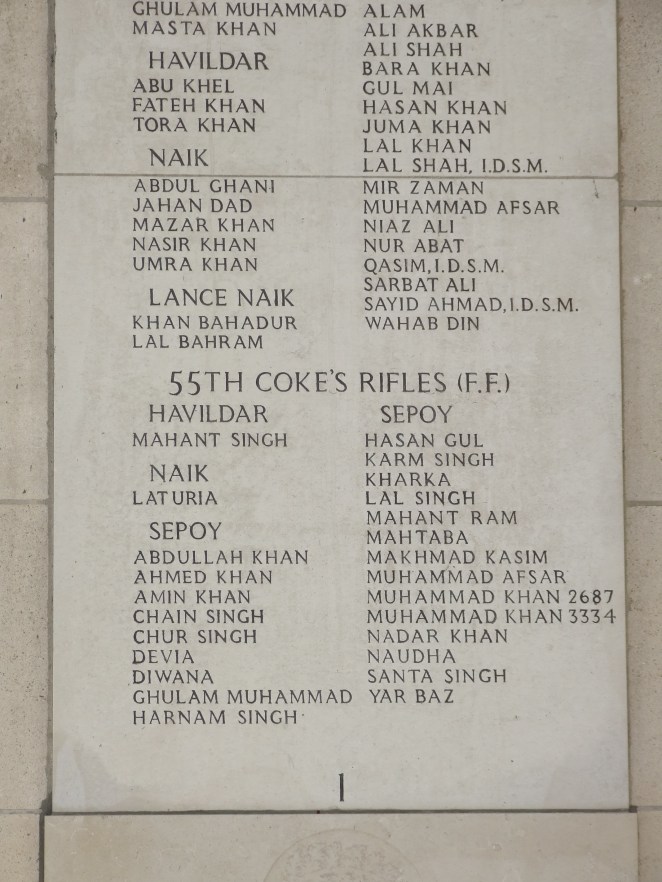 GHULAM MUHAMMAD
MASTA KHAN
HAVILDAR
ABU KHEL
FATEH KHAN
TORA KHAN
NAIK
ABDUL GHANI
JAHAN DAD
MAZAR KHAN
NASIR KHAN
UMRA KHAN
LANCE NAIK
KHAN BAHADUR
LAL BAHRAM
ALAM
ALI AKBAR
ALI SHAH
BARA KHAN
GUL MAI
HASAN KHAN
JUMA KHAN
LAL KHAN
LAL SHAH, I.D.S.M.
MIR ZAMAN
MUHAMMAD AFSAR
NIAZ ALI
NUR ABAT
QASIM, I.D.S.M.
SARBAT ALI
SAYID AHMAD, I.D.S.M.
WAHAB DIN
55TH COKE'S RIFLES (F.F.)
HAVILDAR
MAHANT SINGH
NAIK
LATURIA
SEPOY
ABDULLAH KHAN
AHMED KHAN
AMIN KHAN
CHAIN SINGH
CHUR SINGH
DEVIA
DIWANA
GHULAM MUHAMMAD
HARNAM SINGH
SEPOY
HASAN GUL
KARM SINGH
KHARKA
LAL SINGH
MAHANT RAM
MAHTABA
MAKHMAD KASIM
MUHAMMAD AFSAR
MUHAMMAD KHAN 2687
MUHAMMAD KHAN 3334
NADAR KHAN
NAUDHA
SANTA SINGH
YAR BAZ
I